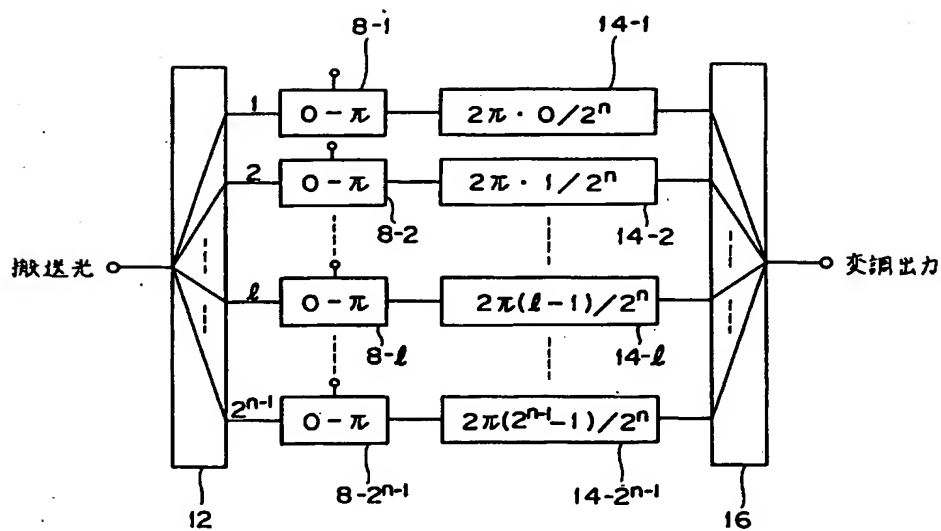 8-1 14-1
1 0-π 2π・0/2ⁿ
2 0-π 2π・1/2ⁿ
8-2 14-2
搬送光 変調出力
ℓ 0-π 2π(ℓ-1)/2ⁿ
8-ℓ 14-ℓ
2ⁿ⁻¹ 0-π 2π(2ⁿ⁻¹-1)/2ⁿ
12 8-2ⁿ⁻¹ 14-2ⁿ⁻¹ 16